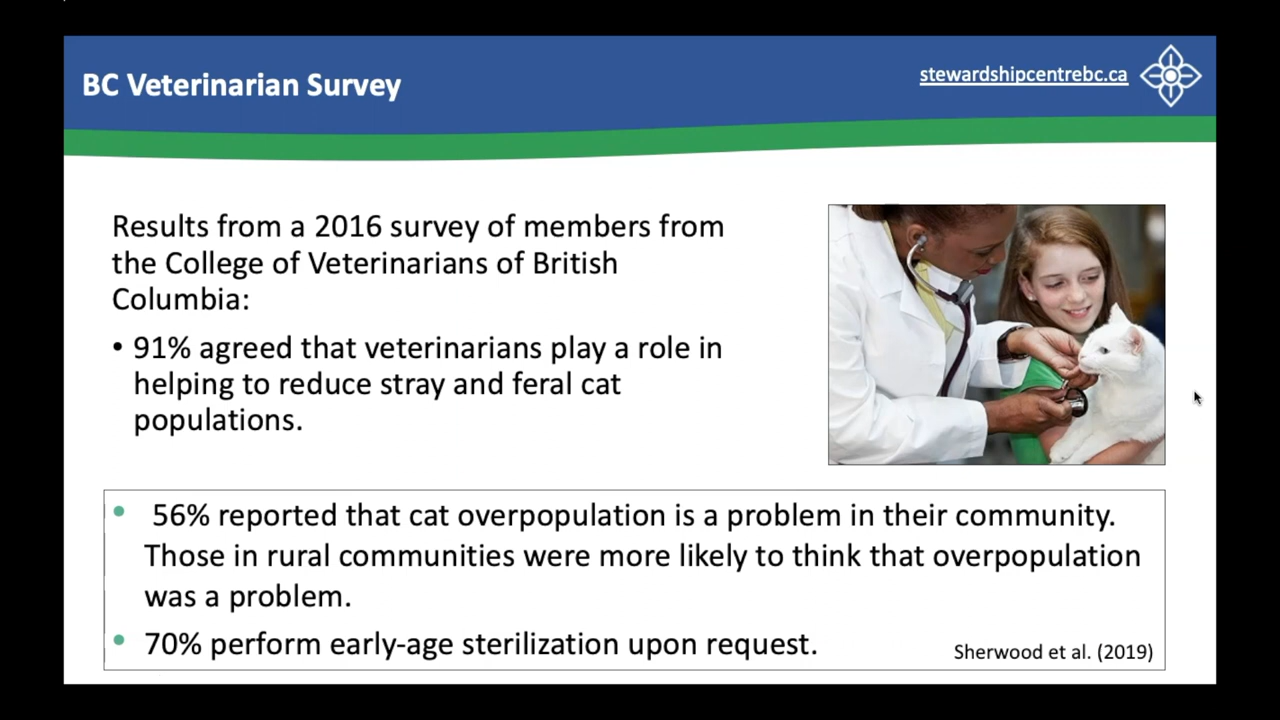 BC Veterinarian Survey
stewardshipcentrebc.ca
Results from a 2016 survey of members from
the College of Veterinarians of British
Columbia:
• 91% agreed that veterinarians play a role in
helping to reduce stray and feral cat
populations.
• 56% reported that cat overpopulation is a problem in their community.
Those in rural communities were more likely to think that overpopulation
was a problem.
• 70% perform early-age sterilization upon request.
Sherwood et al. (2019)